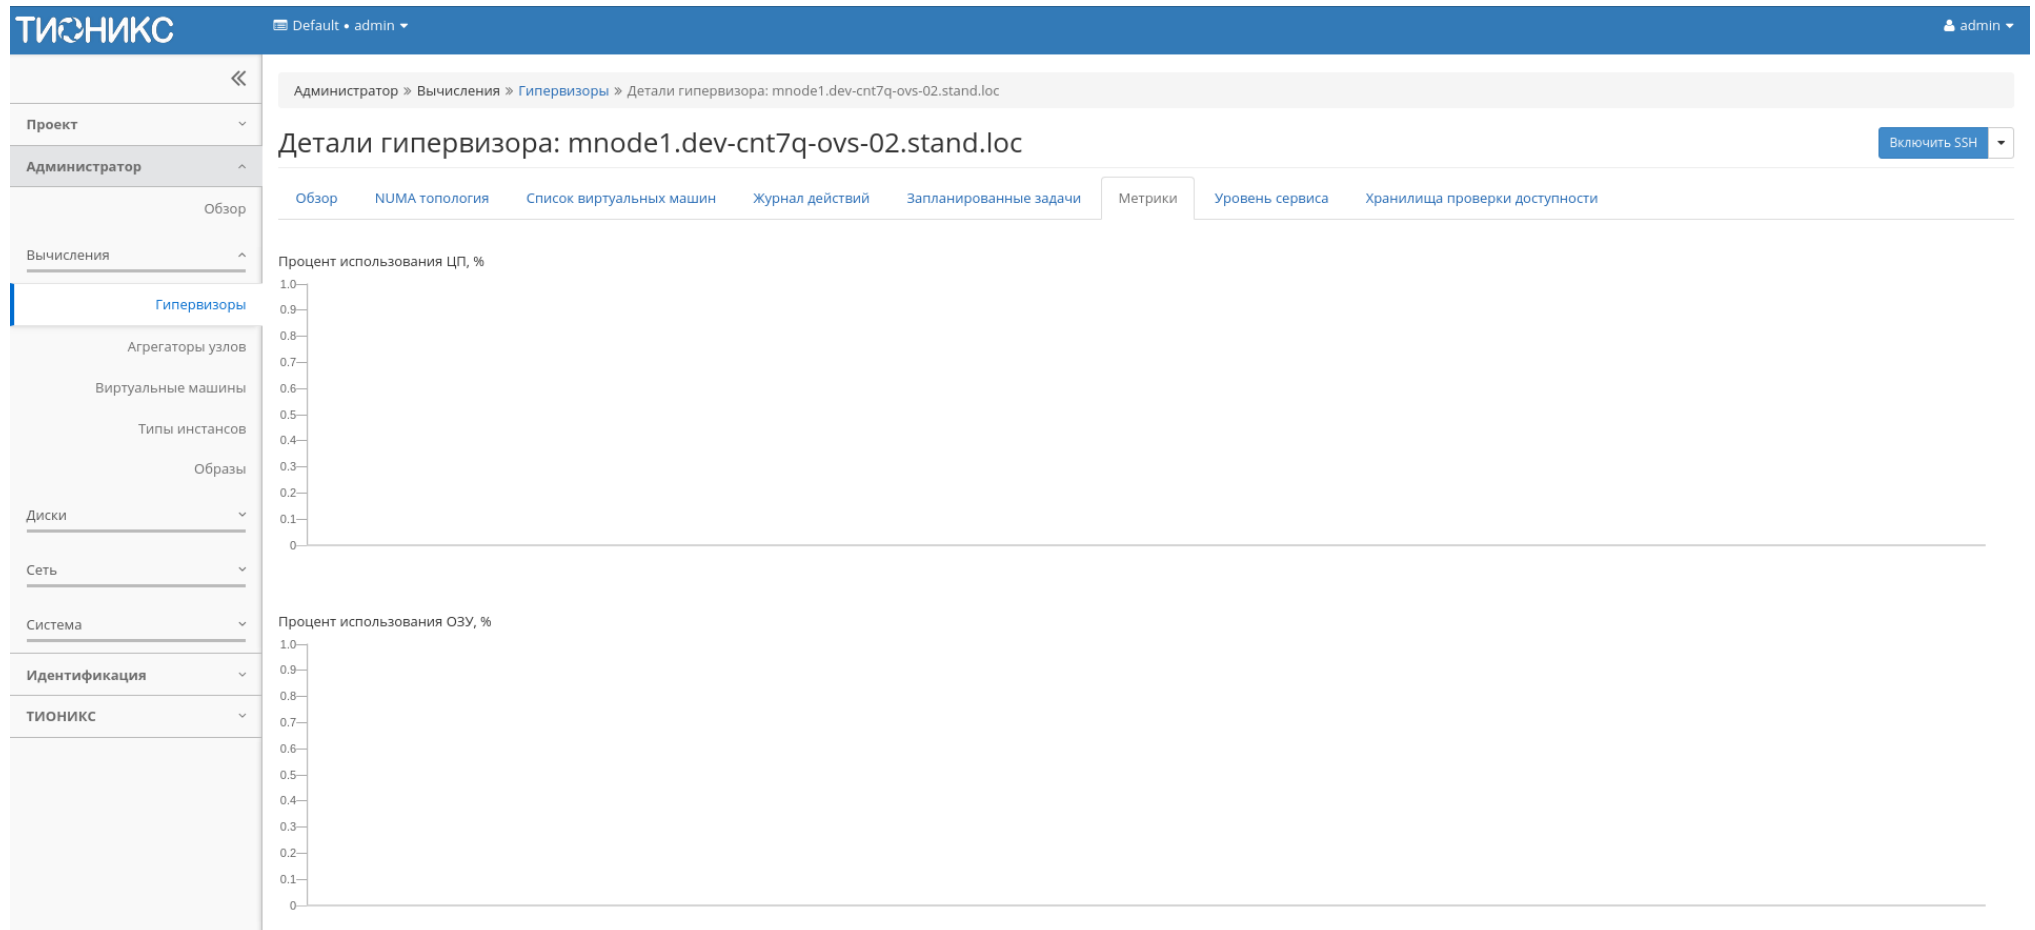 ТИОНИКС
Default • admin
admin
Проект
Администратор
Обзор
Вычисления
Гипервизоры
Агрегаторы узлов
Виртуальные машины
Типы инстансов
Образы
Диски
Сеть
Система
Идентификация
ТИОНИКС
Администратор » Вычисления » Гипервизоры » Детали гипервизора: mnode1.dev-cnt7q-ovs-02.stand.loc
Детали гипервизора: mnode1.dev-cnt7q-ovs-02.stand.loc
Включить SSH
Обзор NUMA топология Список виртуальных машин Журнал действий Запланированные задачи Метрики Уровень сервиса Хранилища проверки доступности
Процент использования ЦП, %
1.0
0.9
0.8
0.7
0.6
0.5
0.4
0.3
0.2
0.1
0
Процент использования ОЗУ, %
1.0
0.9
0.8
0.7
0.6
0.5
0.4
0.3
0.2
0.1
0